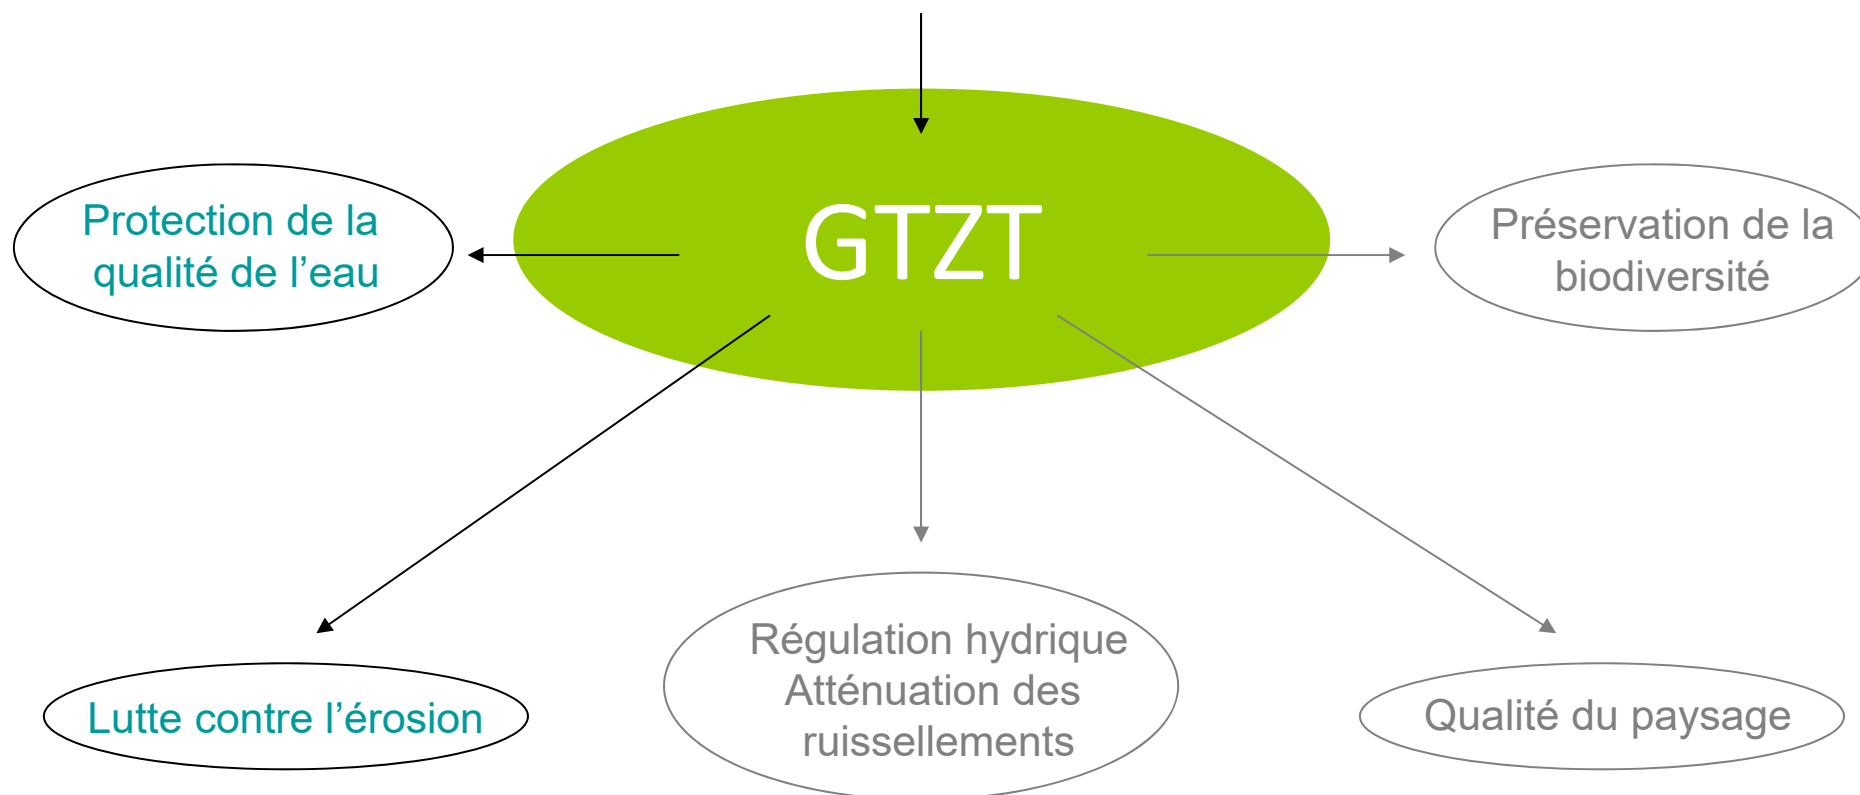 GTZT
Protection de la
qualité de l’eau
Préservation de la
biodiversité
Lutte contre l’érosion
Régulation hydrique
Atténuation des
ruissellements
Qualité du paysage